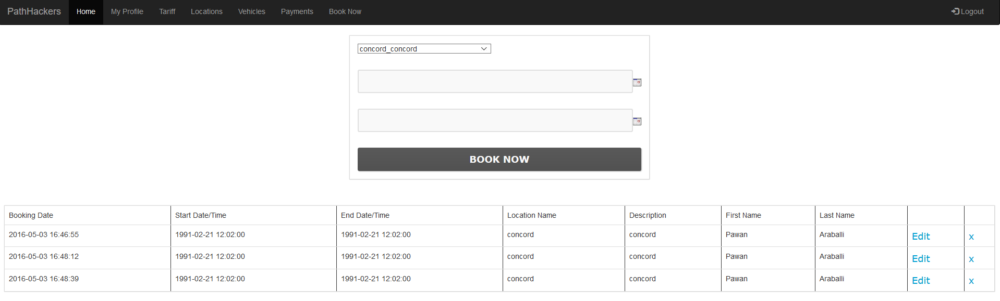 PathHackers Home My Profile Tariff Locations Vehicles Payments Book Now Logout
concord_concord
BOOK NOW
Booking Date Start Date/Time End Date/Time Location Name Description First Name Last Name
2016-05-03 16:46:55 1991-02-21 12:02:00 1991-02-21 12:02:00 concord concord Pawan Araballi Edit x
2016-05-03 16:48:12 1991-02-21 12:02:00 1991-02-21 12:02:00 concord concord Pawan Araballi Edit x
2016-05-03 16:48:39 1991-02-21 12:02:00 1991-02-21 12:02:00 concord concord Pawan Araballi Edit x